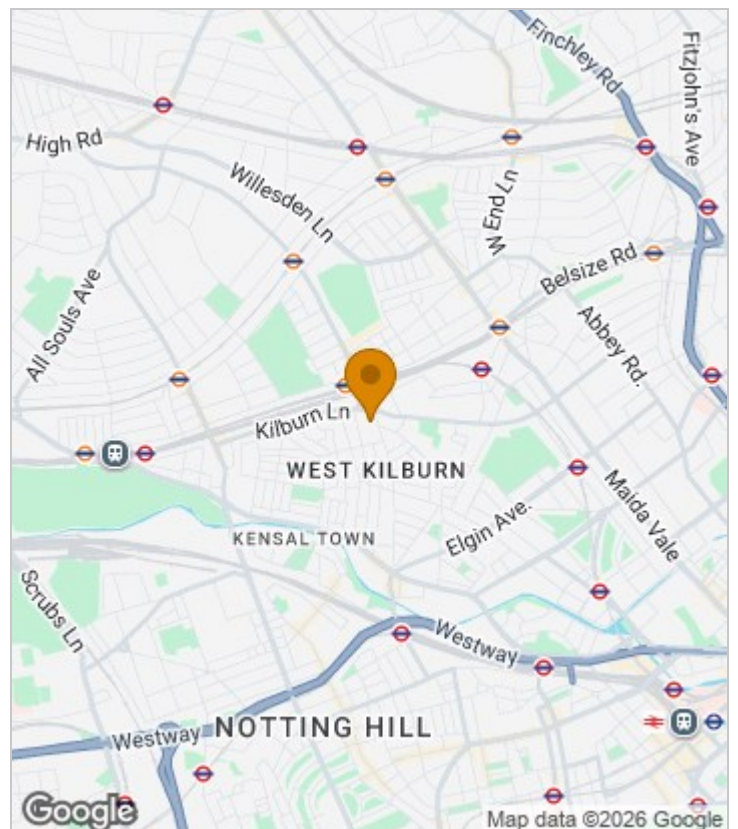 Finchley Rd
Fitzjohn's Ave
High Rd
Willesden Ln
W End Ln
Belsize Rd
All Souls Ave
Abbey Rd.
Kilburn Ln
WEST KILBURN
Maida Vale
Elgin Ave.
KENSAL TOWN
Scrubs Ln
Westway
Westway
NOTTING HILL
Google
Map data ©2026 Google